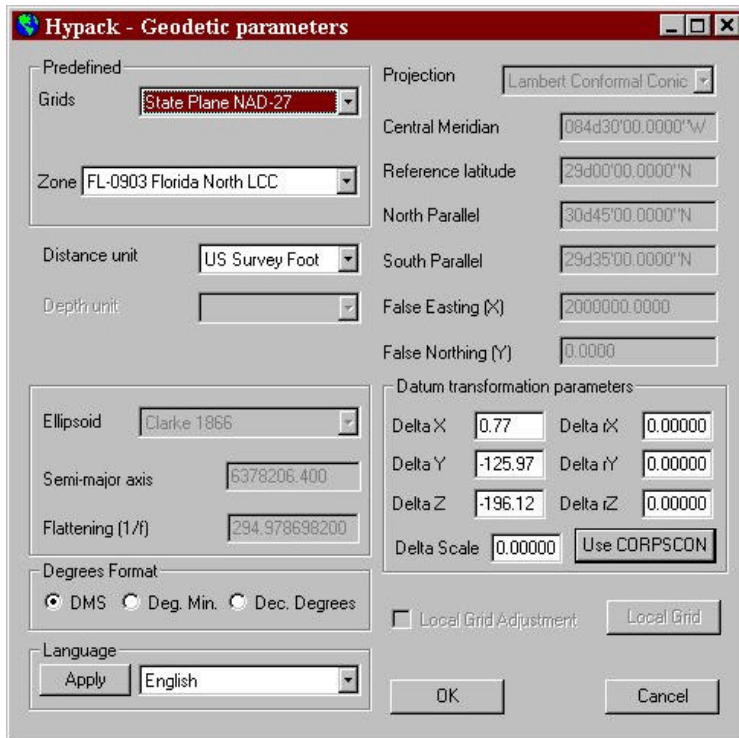 Hypack - Geodetic parameters
Predefined
Grids State Plane NAD-27
Zone FL-0903 Florida North LCC
Distance unit US Survey Foot
Depth unit
Ellipsoid Clarke 1866
Semi-major axis 6378206.400
Flattening (1/f) 294.978698200
Degrees Format
DMS Deg. Min. Dec. Degrees
Language
Apply English
Projection Lambert Conformal Conic
Central Meridian 084d30'00.0000"W
Reference latitude 29d00'00.0000"N
North Parallel 30d45'00.0000"N
South Parallel 29d35'00.0000"N
False Easting (X) 2000000.0000
False Northing (Y) 0.0000
Datum transformation parameters
Delta X 0.77 Delta rX 0.00000
Delta Y -125.97 Delta rY 0.00000
Delta Z -196.12 Delta rZ 0.00000
Delta Scale 0.00000 Use CORPSCON
Local Grid Adjustment Local Grid
OK Cancel